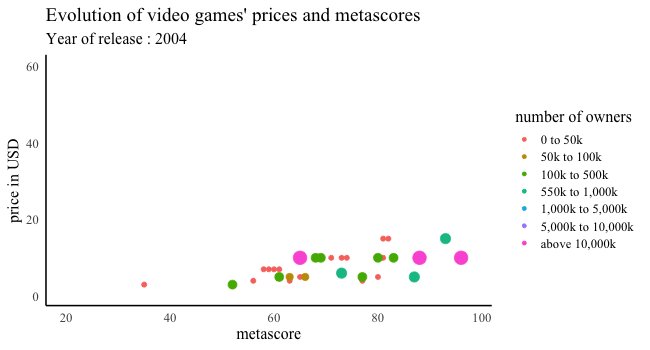 Evolution of video games' prices and metascores
Year of release : 2004
60
40
20
0
price in USD
20 40 60 80 100
metascore
number of owners
0 to 50k
50k to 100k
100k to 500k
550k to 1,000k
1,000k to 5,000k
5,000k to 10,000k
above 10,000k